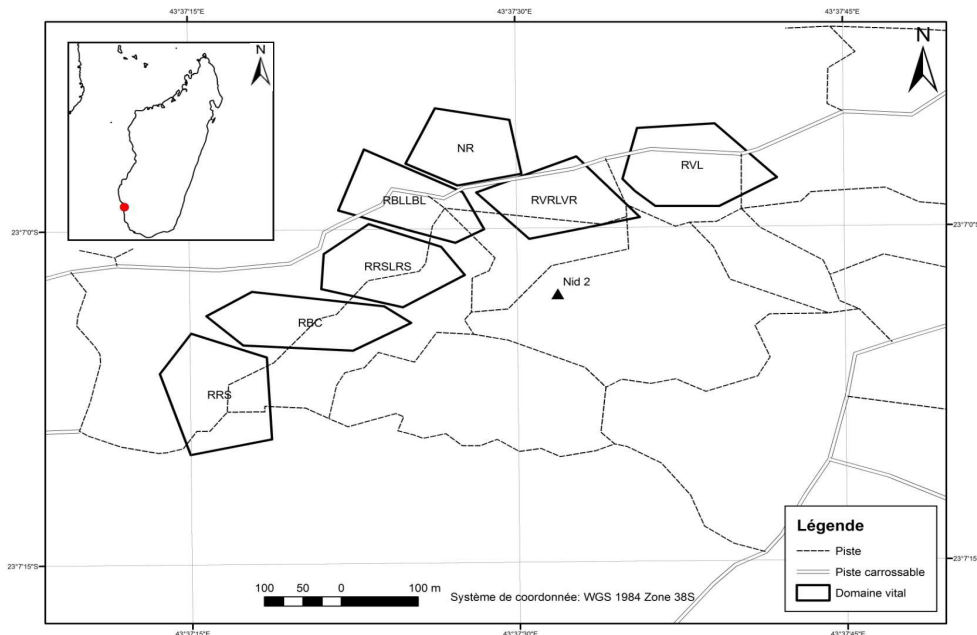 43°37'15"E 43°37'30"E 43°37'45"E
N
N
NR
RVL
RBLLBL
RVRLVR
23°7'0"S
23°7'0"S
RRSLRS
Nid 2
RBC
RRS
Légende
Piste
Piste carrossable
Domaine vital
23°7'15"S
23°7'15"S
100 50 0 100 m
Système de coordonnée: WGS 1984 Zone 38S
43°37'15"E 43°37'30"E 43°37'45"E